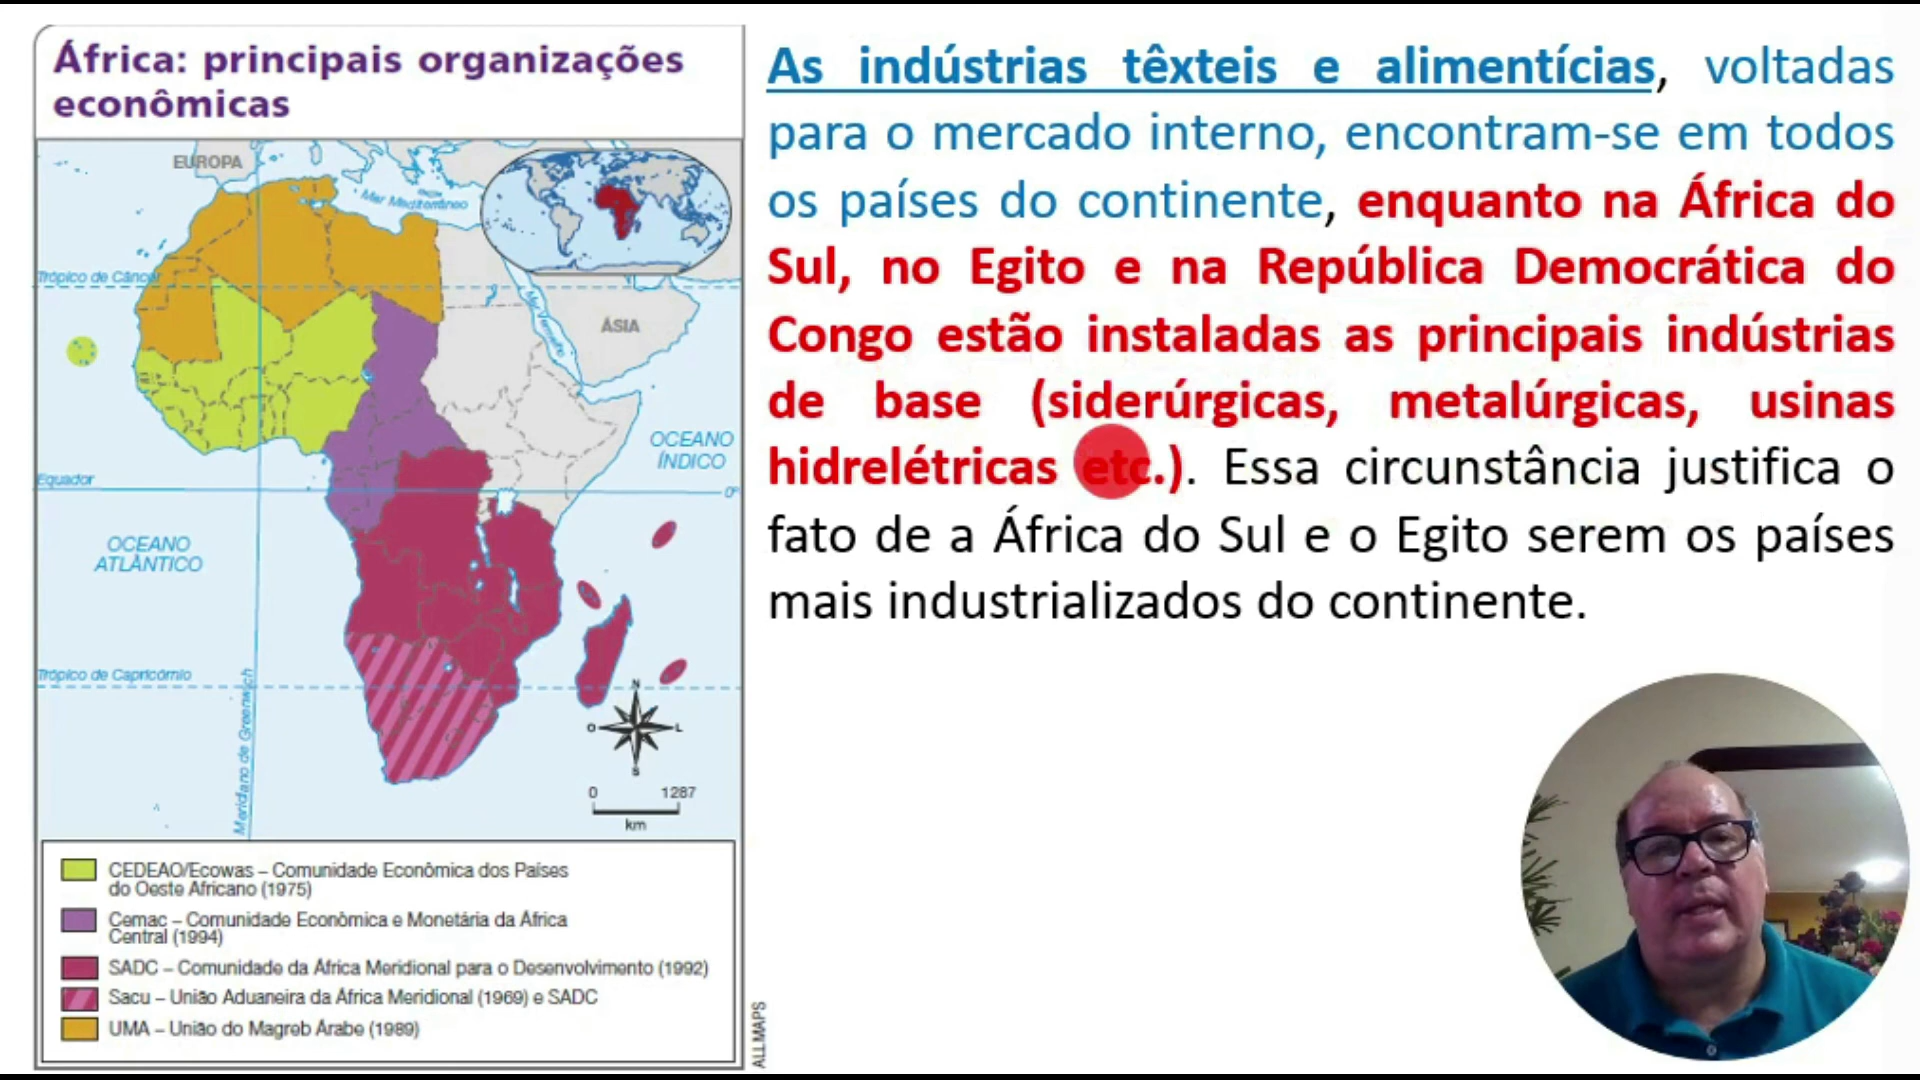 África: principais organizações
econômicas
EUROPA
Mar Mediterrâneo
Trópico de Câncer
Mar Vermelho
ÁSIA
OCEANO
ÍNDICO
Equador
0°
OCEANO
ATLÂNTICO
Trópico de Capricórnio
Meridiano de Greenwich
N
O
L
S
0 1287
km
CEDEAO/Ecowas – Comunidade Econômica dos Países
do Oeste Africano (1975)
Cemac – Comunidade Econômica e Monetária da África
Central (1994)
SADC – Comunidade da África Meridional para o Desenvolvimento (1992)
Sacu – União Aduaneira da África Meridional (1969) e SADC
UMA – União do Magreb Árabe (1989)
ALLMAPS
As indústrias têxteis e alimentícias, voltadas
para o mercado interno, encontram-se em todos
os países do continente, enquanto na África do
Sul, no Egito e na República Democrática do
Congo estão instaladas as principais indústrias
de base (siderúrgicas, metalúrgicas, usinas
hidrelétricas etc.). Essa circunstância justifica o
fato de a África do Sul e o Egito serem os países
mais industrializados do continente.